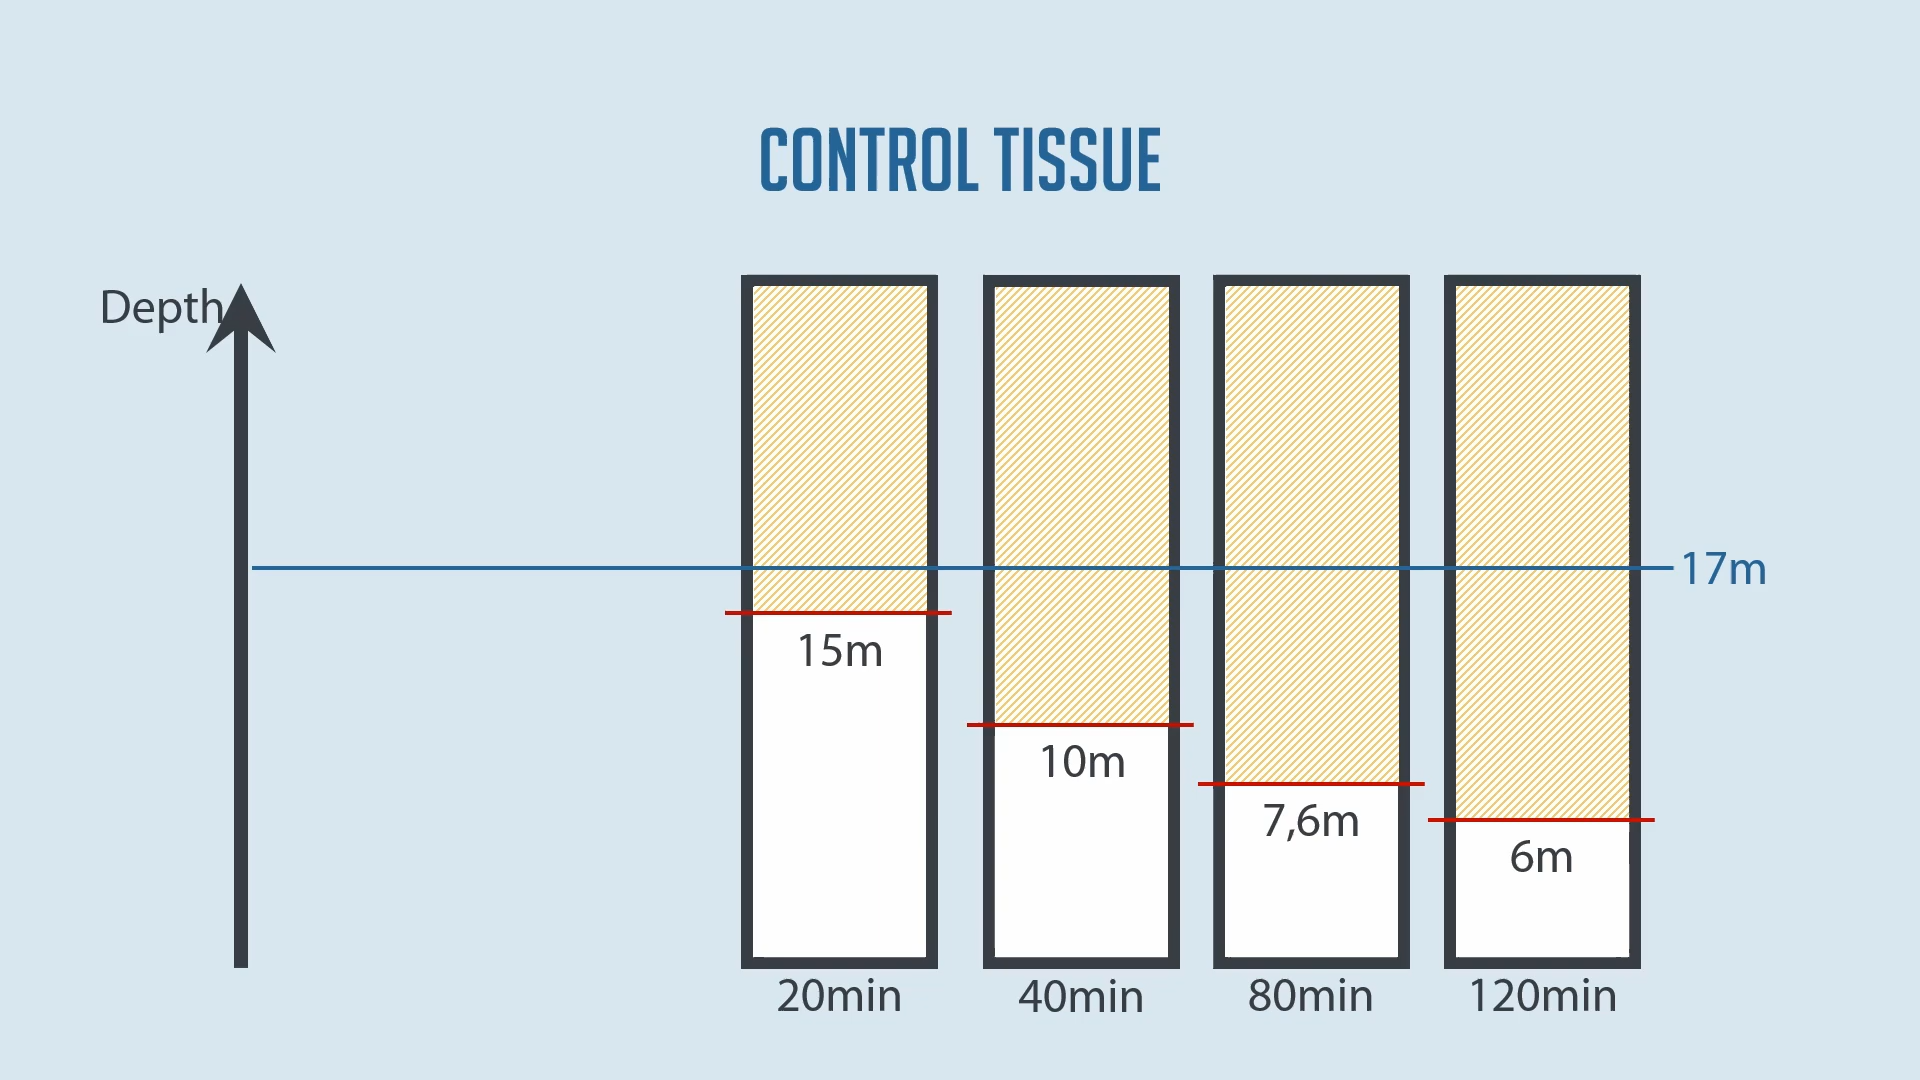 CONTROL TISSUE
Depth
17m
15m
10m
7,6m
6m
20min
40min
80min
120min